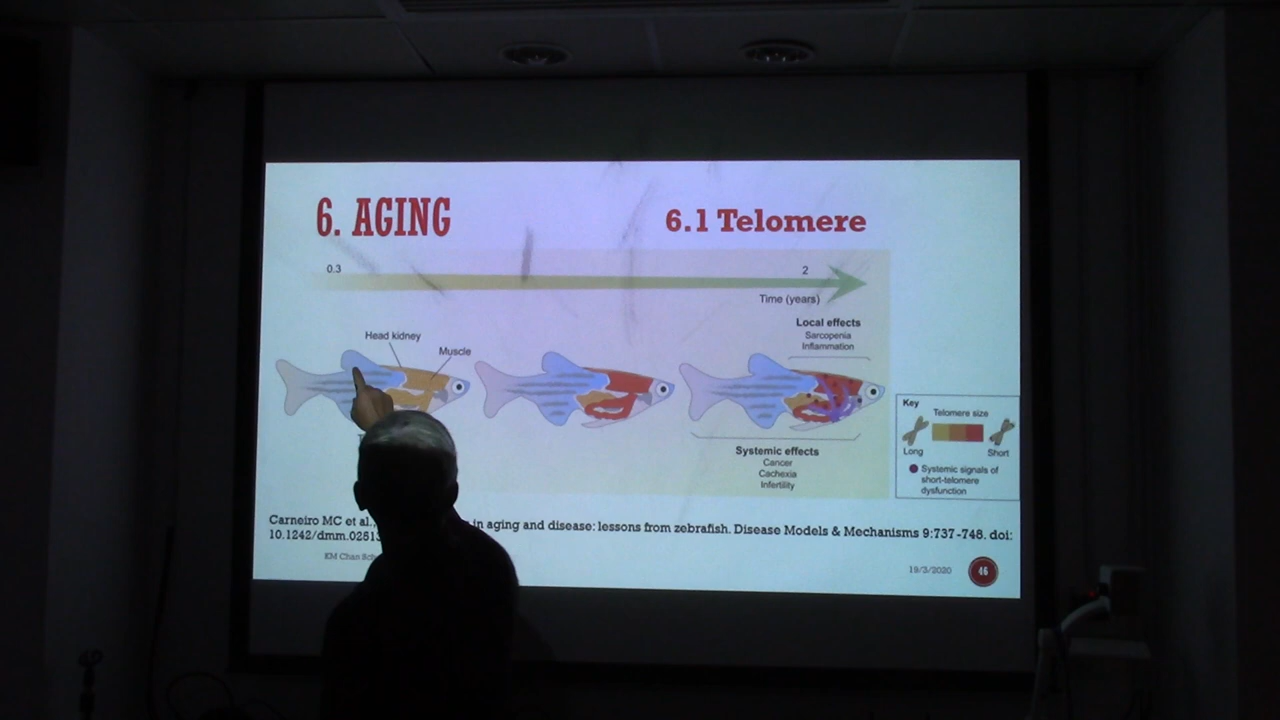 6. AGING
6.1 Telomere
0.3
2
Time (years)
Local effects
Sarcopenia
Inflammation
Head kidney
Muscle
Key
Telomere size
Long
Short
Systemic signals of
short-telomere
dysfunction
Systemic effects
Cancer
Cachexia
Infertility
Carneiro MC et al., in aging and disease: lessons from zebrafish. Disease Models & Mechanisms 9:737-748. doi:
10.1242/dmm.0251
KM Chan
19/3/2020
46